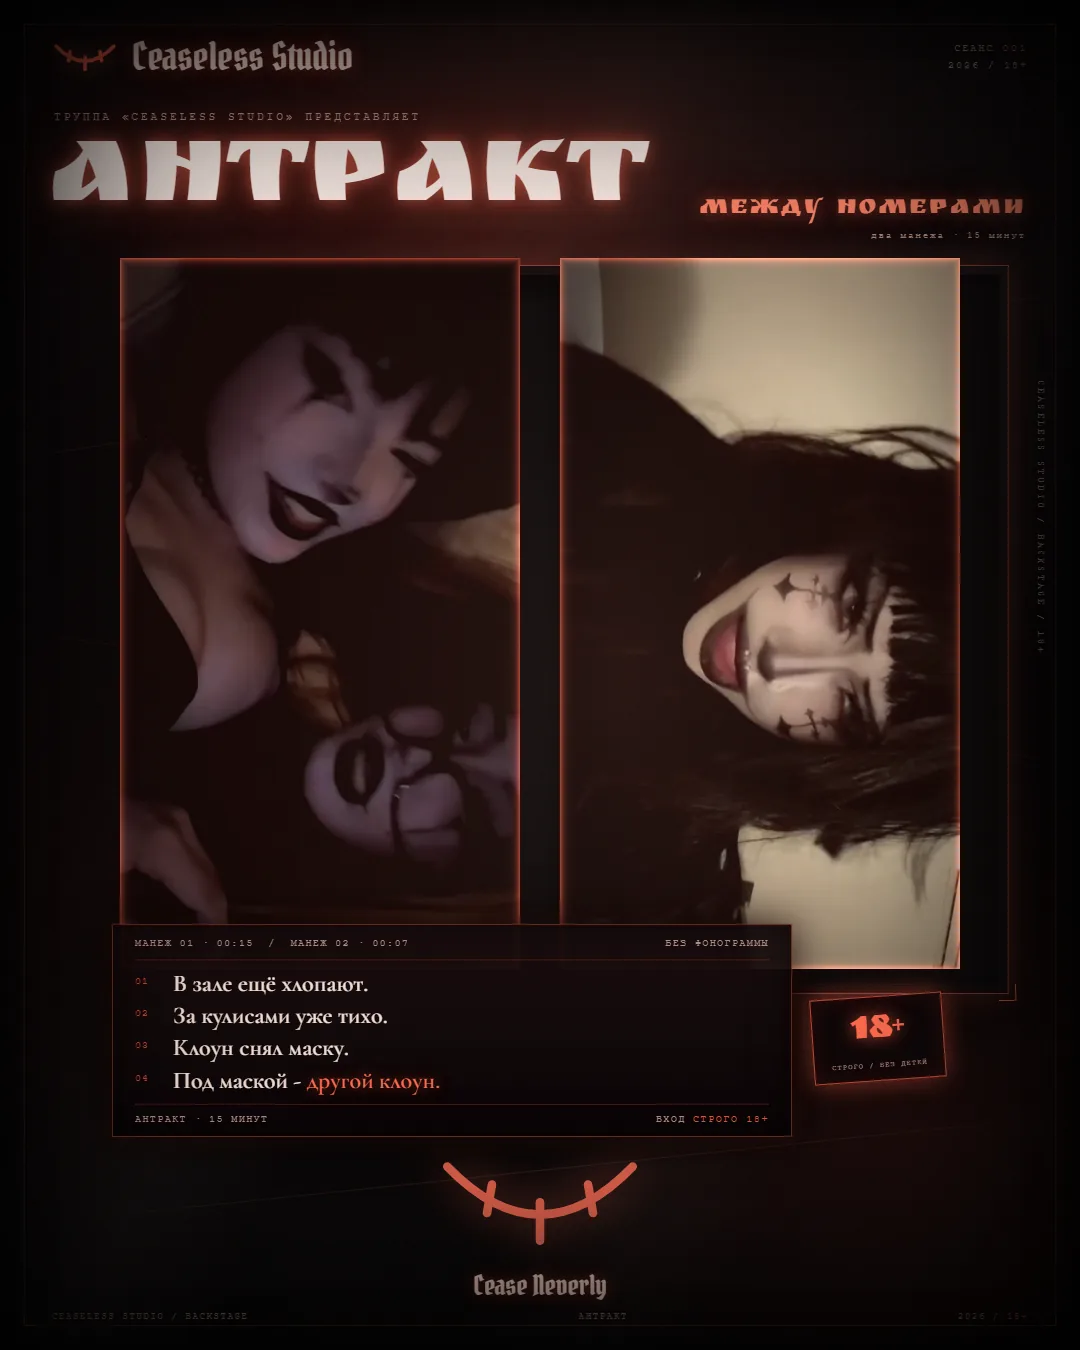 Ceaseless Studio
СЕАНС 001
2026 / 18+
ТРУППА «CEASELESS STUDIO» ПРЕДСТАВЛЯЕТ
АНТРАКТ
МЕЖДУ НОМЕРАМИ
два манежа · 15 минут
CEASELESS STUDIO / BACKSTAGE / 18+
МАНЕЖ 01 · 00:15 / МАНЕЖ 02 · 00:07
БЕЗ ФОНОГРАММЫ
01 В зале ещё хлопают.
02 За кулисами уже тихо.
03 Клоун снял маску.
04 Под маской - другой клоун.
АНТРАКТ · 15 МИНУТ
ВХОД СТРОГО 18+
18+
СТРОГО / БЕЗ ДЕТЕЙ
Cease Neverly
CEASELESS STUDIO / BACKSTAGE
АНТРАКТ
2026 / 18+